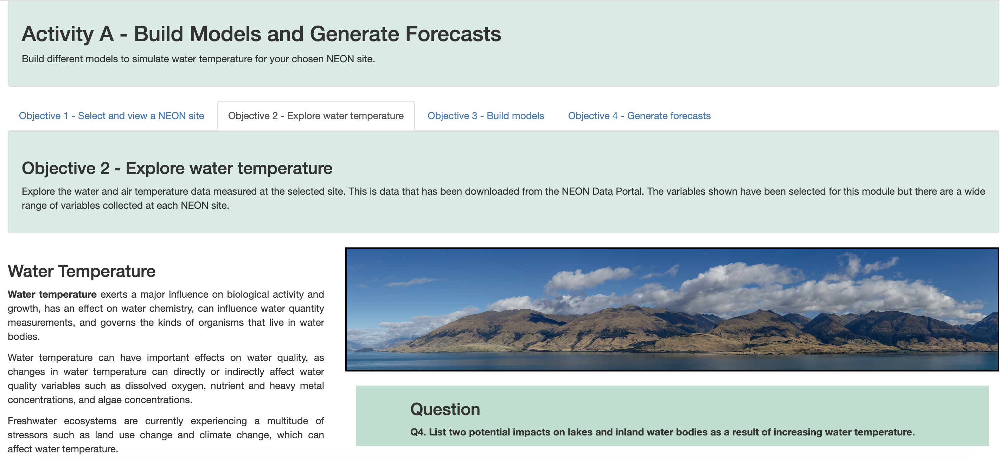 Activity A - Build Models and Generate Forecasts
Build different models to simulate water temperature for your chosen NEON site.
Objective 1 - Select and view a NEON site
Objective 2 - Explore water temperature
Objective 3 - Build models
Objective 4 - Generate forecasts
Objective 2 - Explore water temperature
Explore the water and air temperature data measured at the selected site. This is data that has been downloaded from the NEON Data Portal. The variables shown have been selected for this module but there are a wide
range of variables collected at each NEON site.
Water Temperature
Water temperature exerts a major influence on biological activity and
growth, has an effect on water chemistry, can influence water quantity
measurements, and governs the kinds of organisms that live in water
bodies.
Water temperature can have important effects on water quality, as
changes in water temperature can directly or indirectly affect water
quality variables such as dissolved oxygen, nutrient and heavy metal
concentrations, and algae concentrations.
Freshwater ecosystems are currently experiencing a multitude of
stressors such as land use change and climate change, which can
affect water temperature.
Question
Q4. List two potential impacts on lakes and inland water bodies as a result of increasing water temperature.